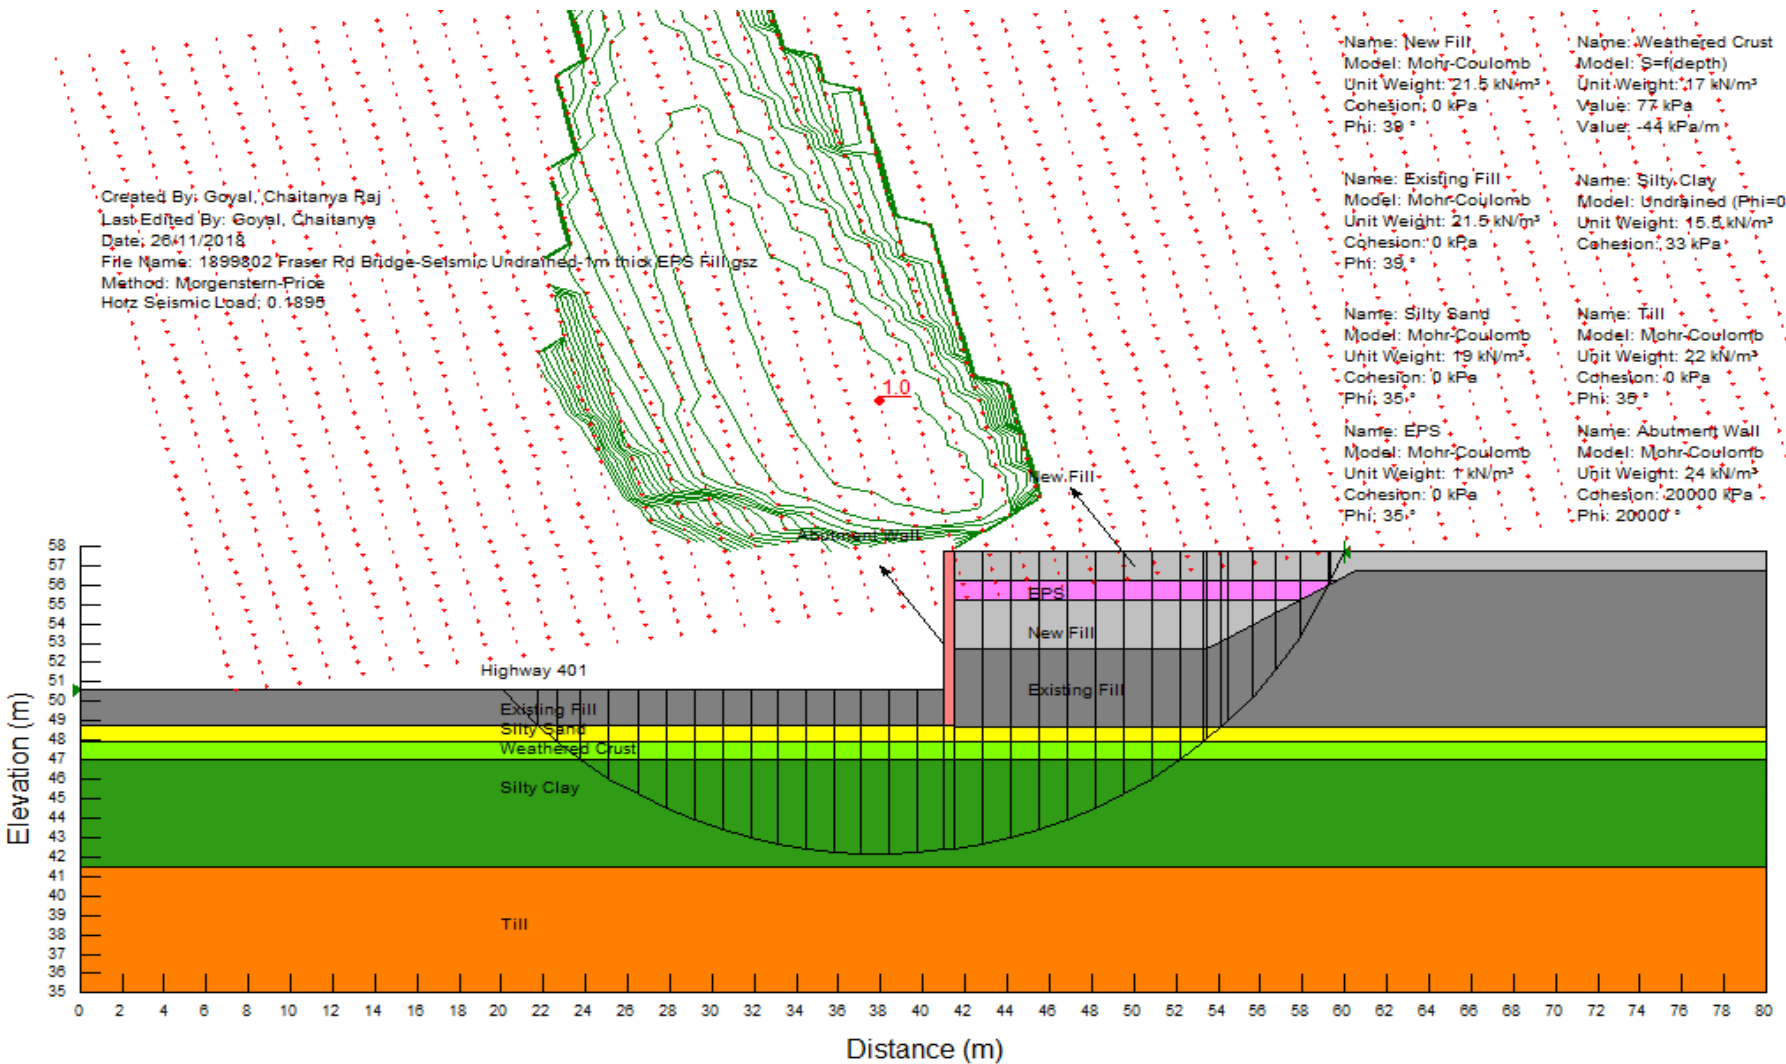 Name: New Fill
Model: Mohr-Coulomb
Unit Weight: 21.5 kN/m³
Cohesion: 0 kPa
Phi: 39 °
Name: Weathered Crust
Model: S=f(depth)
Unit Weight: 17 kN/m³
Value: 77 kPa
Value: -44 kPa/m
Name: Existing Fill
Model: Mohr-Coulomb
Unit Weight: 21.5 kN/m³
Cohesion: 0 kPa
Phi: 39 °
Name: Silty Clay
Model: Undrained (Phi=0
Unit Weight: 15.5 kN/m³
Cohesion: 33 kPa
Name: Silty Sand
Model: Mohr-Coulomb
Unit Weight: 19 kN/m³
Cohesion: 0 kPa
Phi: 35 °
Name: Till
Model: Mohr-Coulomb
Unit Weight: 22 kN/m³
Cohesion: 0 kPa
Phi: 35 °
Name: EPS
Model: Mohr-Coulomb
Unit Weight: 1 kN/m³
Cohesion: 0 kPa
Phi: 35 °
Name: Abutment Wall
Model: Mohr-Coulomb
Unit Weight: 24 kN/m³
Cohesion: 20000 kPa
Phi: 20000 °
Created By: Goyal, Chaitanya Raj
Last Edited By: Goyal, Chaitanya
Date: 26/11/2018
File Name: 1899802 Fraser Rd Bridge-Seismic Undrained-1m thick EPS Fill.gsz
Method: Morgenstern-Price
Horz Seismic Load: 0.1895
1.0
New Fill
Abutment Wall
EPS
New Fill
Existing Fill
Highway 401
Existing Fill
Silty Sand
Weathered Crust
Silty Clay
Till
Elevation (m)
58
57
56
55
54
53
52
51
50
49
48
47
46
45
44
43
42
41
40
39
38
37
36
35
0 2 4 6 8 10 12 14 16 18 20 22 24 26 28 30 32 34 36 38 40 42 44 46 48 50 52 54 56 58 60 62 64 66 68 70 72 74 76 78 80
Distance (m)